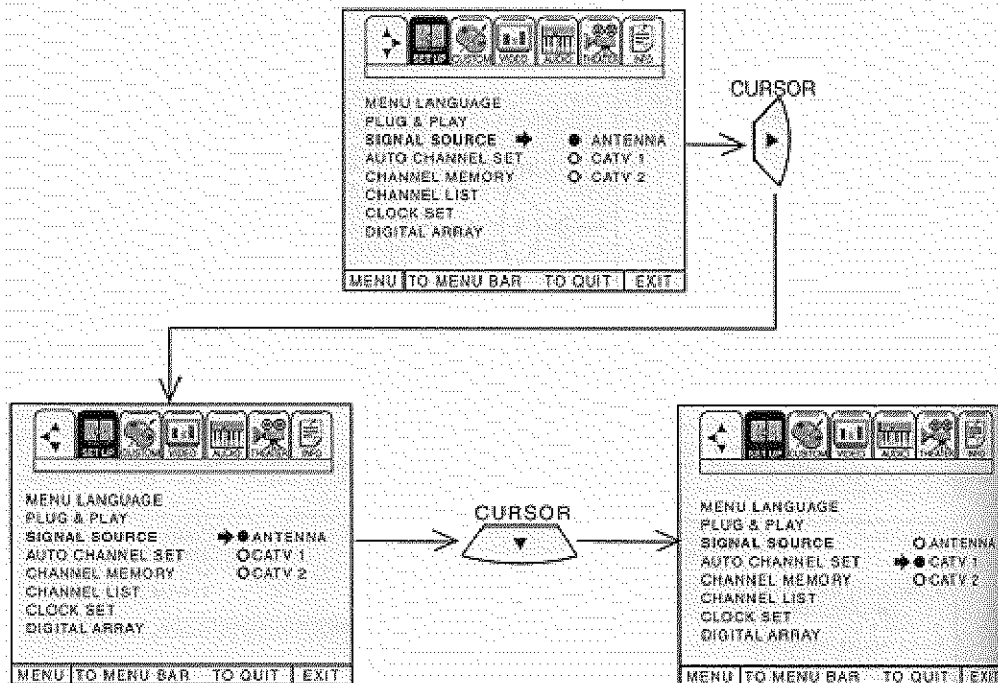 SET UP CUSTOM VIDEO AUDIO THEATER INFO
MENU LANGUAGE
PLUG & PLAY
SIGNAL SOURCE ANTENNA
AUTO CHANNEL SET CATV 1
CHANNEL MEMORY CATV 2
CHANNEL LIST
CLOCK SET
DIGITAL ARRAY
MENU TO MENU BAR TO QUIT EXIT
CURSOR
SET UP CUSTOM VIDEO AUDIO THEATER INFO
MENU LANGUAGE
PLUG & PLAY
SIGNAL SOURCE ANTENNA
AUTO CHANNEL SET CATV 1
CHANNEL MEMORY CATV 2
CHANNEL LIST
CLOCK SET
DIGITAL ARRAY
MENU TO MENU BAR TO QUIT EXIT
CURSOR
SET UP CUSTOM VIDEO AUDIO THEATER INFO
MENU LANGUAGE
PLUG & PLAY
SIGNAL SOURCE ANTENNA
AUTO CHANNEL SET CATV 1
CHANNEL MEMORY CATV 2
CHANNEL LIST
CLOCK SET
DIGITAL ARRAY
MENU TO MENU BAR TO QUIT